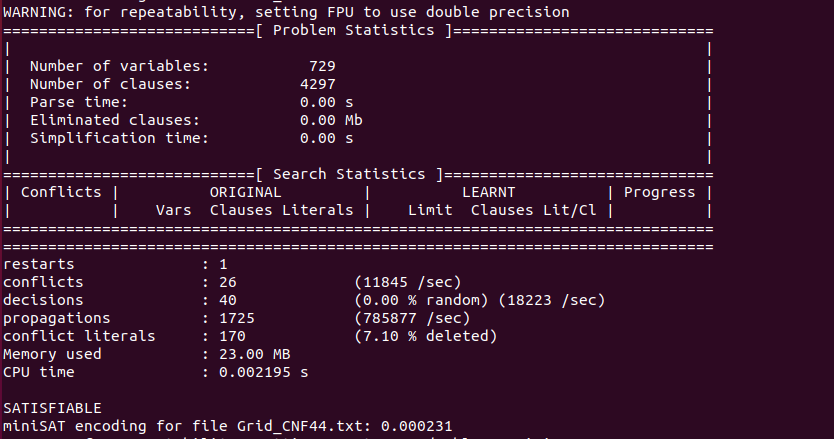 WARNING: for repeatability, setting FPU to use double precision
============================[ Problem Statistics ]=============================
|                                                                             |
|  Number of variables:           729                                         |
|  Number of clauses:            4297                                         |
|  Parse time:                   0.00 s                                       |
|  Eliminated clauses:           0.00 Mb                                      |
|  Simplification time:          0.00 s                                       |
|                                                                             |
============================[ Search Statistics ]==============================
| Conflicts |          ORIGINAL         |          LEARNT          | Progress |
|           |    Vars  Clauses Literals |    Limit  Clauses Lit/Cl |          |
===============================================================================
===============================================================================
restarts              : 1
conflicts             : 26             (11845 /sec)
decisions             : 40             (0.00 % random) (18223 /sec)
propagations          : 1725           (785877 /sec)
conflict literals     : 170            (7.10 % deleted)
Memory used           : 23.00 MB
CPU time              : 0.002195 s

SATISFIABLE
miniSAT encoding for file Grid_CNF44.txt: 0.000231